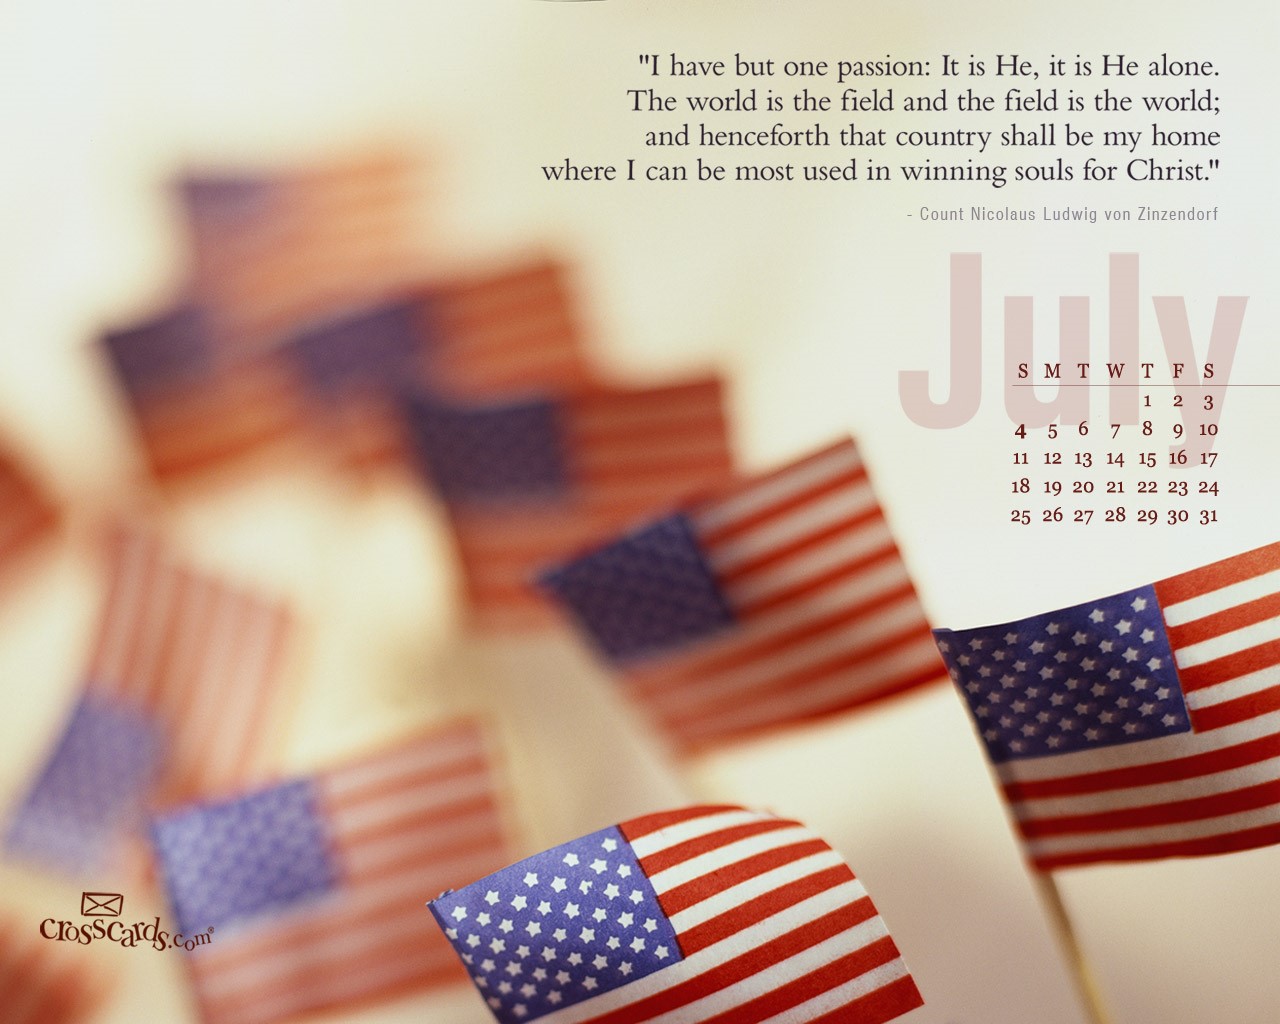 "I have but one passion: It is He, it is He alone.
The world is the field and the field is the world;
and henceforth that country shall be my home
where I can be most used in winning souls for Christ."
- Count Nicolaus Ludwig von Zinzendorf
July
S M T W T F S
1 2 3
4 5 6 7 8 9 10
11 12 13 14 15 16 17
18 19 20 21 22 23 24
25 26 27 28 29 30 31
crosscards.com®